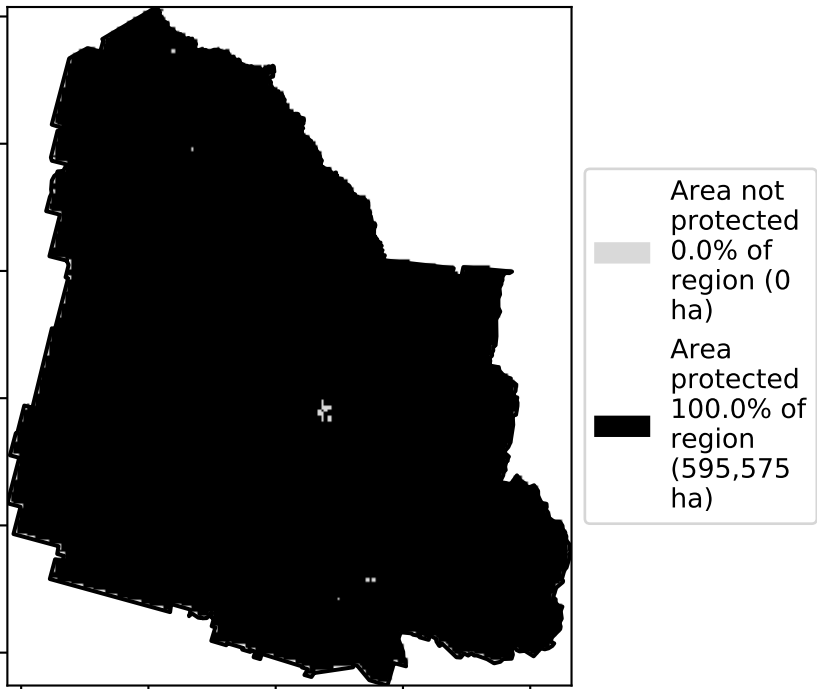 Area not
protected
0.0% of
region (0
ha)
Area
protected
100.0% of
region
(595,575
ha)